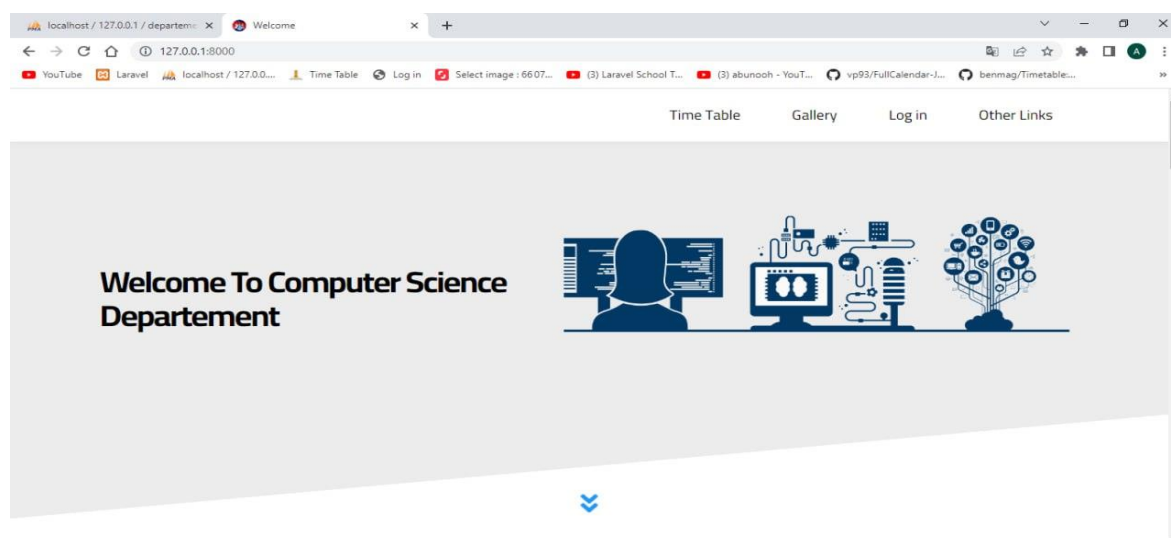 localhost / 127.0.0.1 / departeme
Welcome
127.0.0.1:8000
YouTube
Laravel
localhost / 127.0.0....
Time Table
Log in
Select image : 6607...
(3) Laravel School T...
(3) abunooh - YouT...
vp93/FullCalendar-J...
benmag/Timetable:...
A
Time Table
Gallery
Log in
Other Links
Welcome To Computer Science
Departement